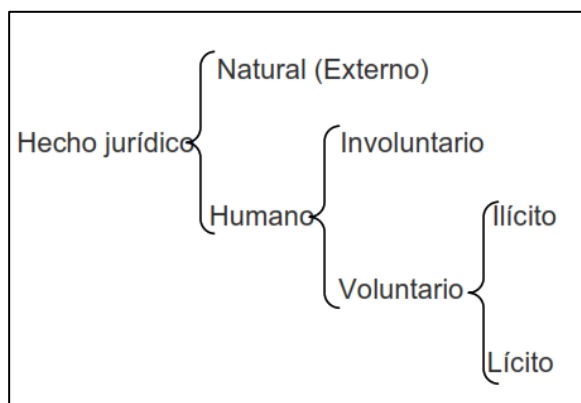 Natural (Externo)
Hecho jurídico
Involuntario
Humano
Ilícito
Voluntario
Lícito